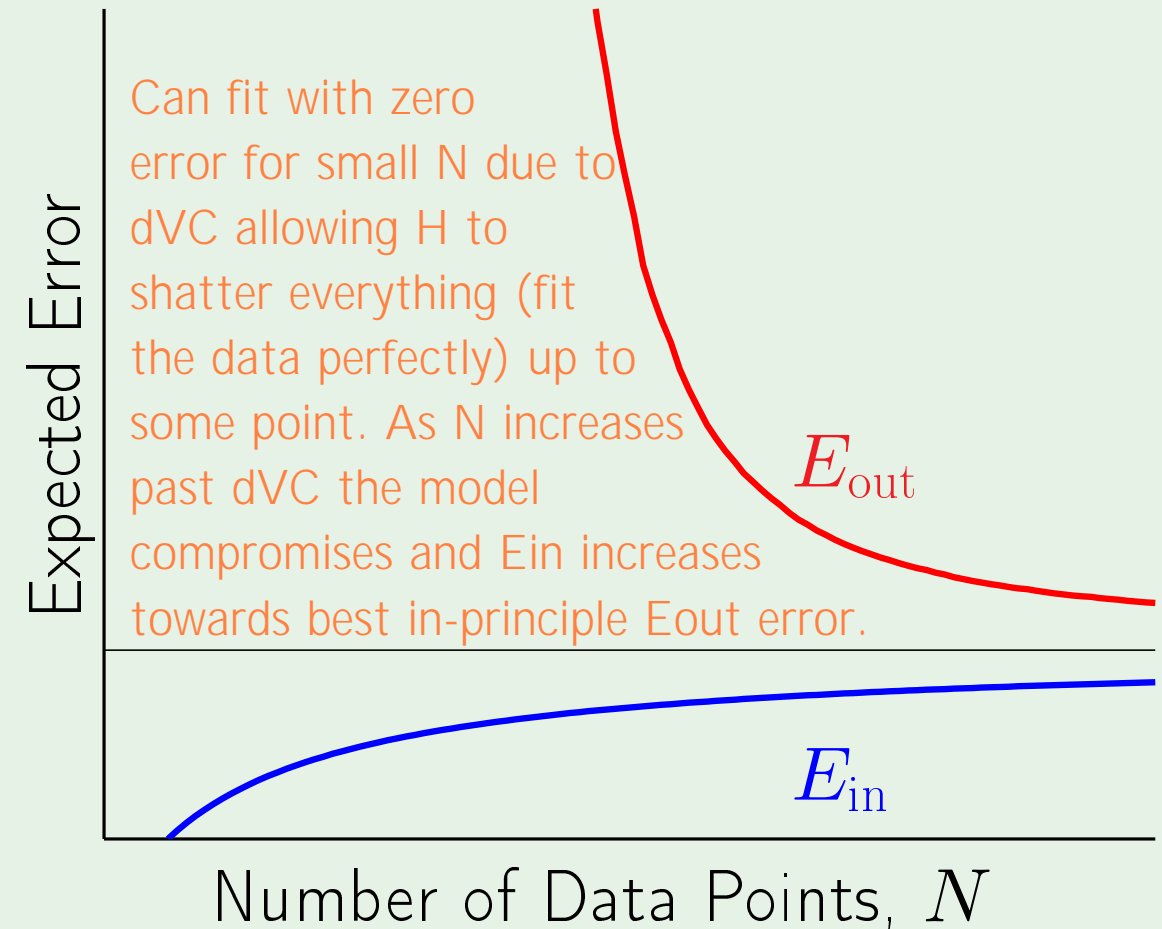 Can fit with zero
error for small N due to
dVC allowing H to
shatter everything (fit
the data perfectly) up to
some point. As N increases
past dVC the model
compromises and Ein increases
towards best in-principle Eout error.
Expected Error
E_out
E_in
Number of Data Points, N